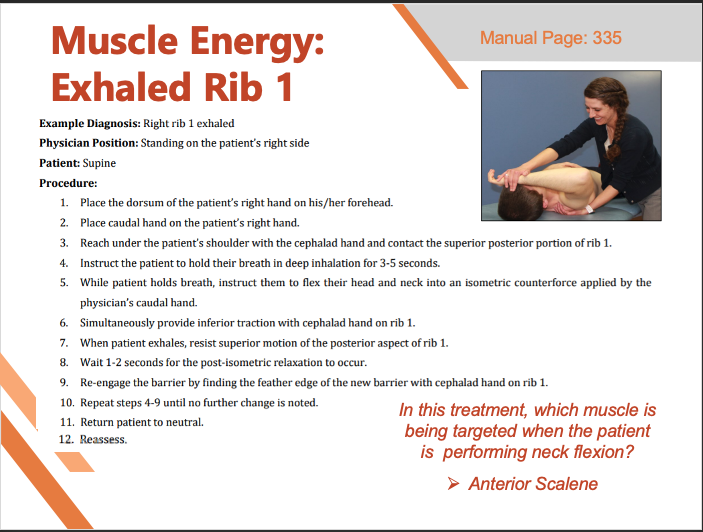 Muscle Energy:
Exhaled Rib 1
Manual Page: 335
Example Diagnosis: Right rib 1 exhaled
Physician Position: Standing on the patient's right side
Patient: Supine
Procedure:
1. Place the dorsum of the patient's right hand on his/her forehead.
2. Place caudal hand on the patient's right hand.
3. Reach under the patient's shoulder with the cephalad hand and contact the superior posterior portion of rib 1.
4. Instruct the patient to hold their breath in deep inhalation for 3-5 seconds.
5. While patient holds breath, instruct them to flex their head and neck into an isometric counterforce applied by the
physician's caudal hand.
6. Simultaneously provide inferior traction with cephalad hand on rib 1.
7. When patient exhales, resist superior motion of the posterior aspect of rib 1.
8. Wait 1-2 seconds for the post-isometric relaxation to occur.
9. Re-engage the barrier by finding the feather edge of the new barrier with cephalad hand on rib 1.
10. Repeat steps 4-9 until no further change is noted.
11. Return patient to neutral.
12. Reassess.
In this treatment, which muscle is
being targeted when the patient
is performing neck flexion?
➢ Anterior Scalene